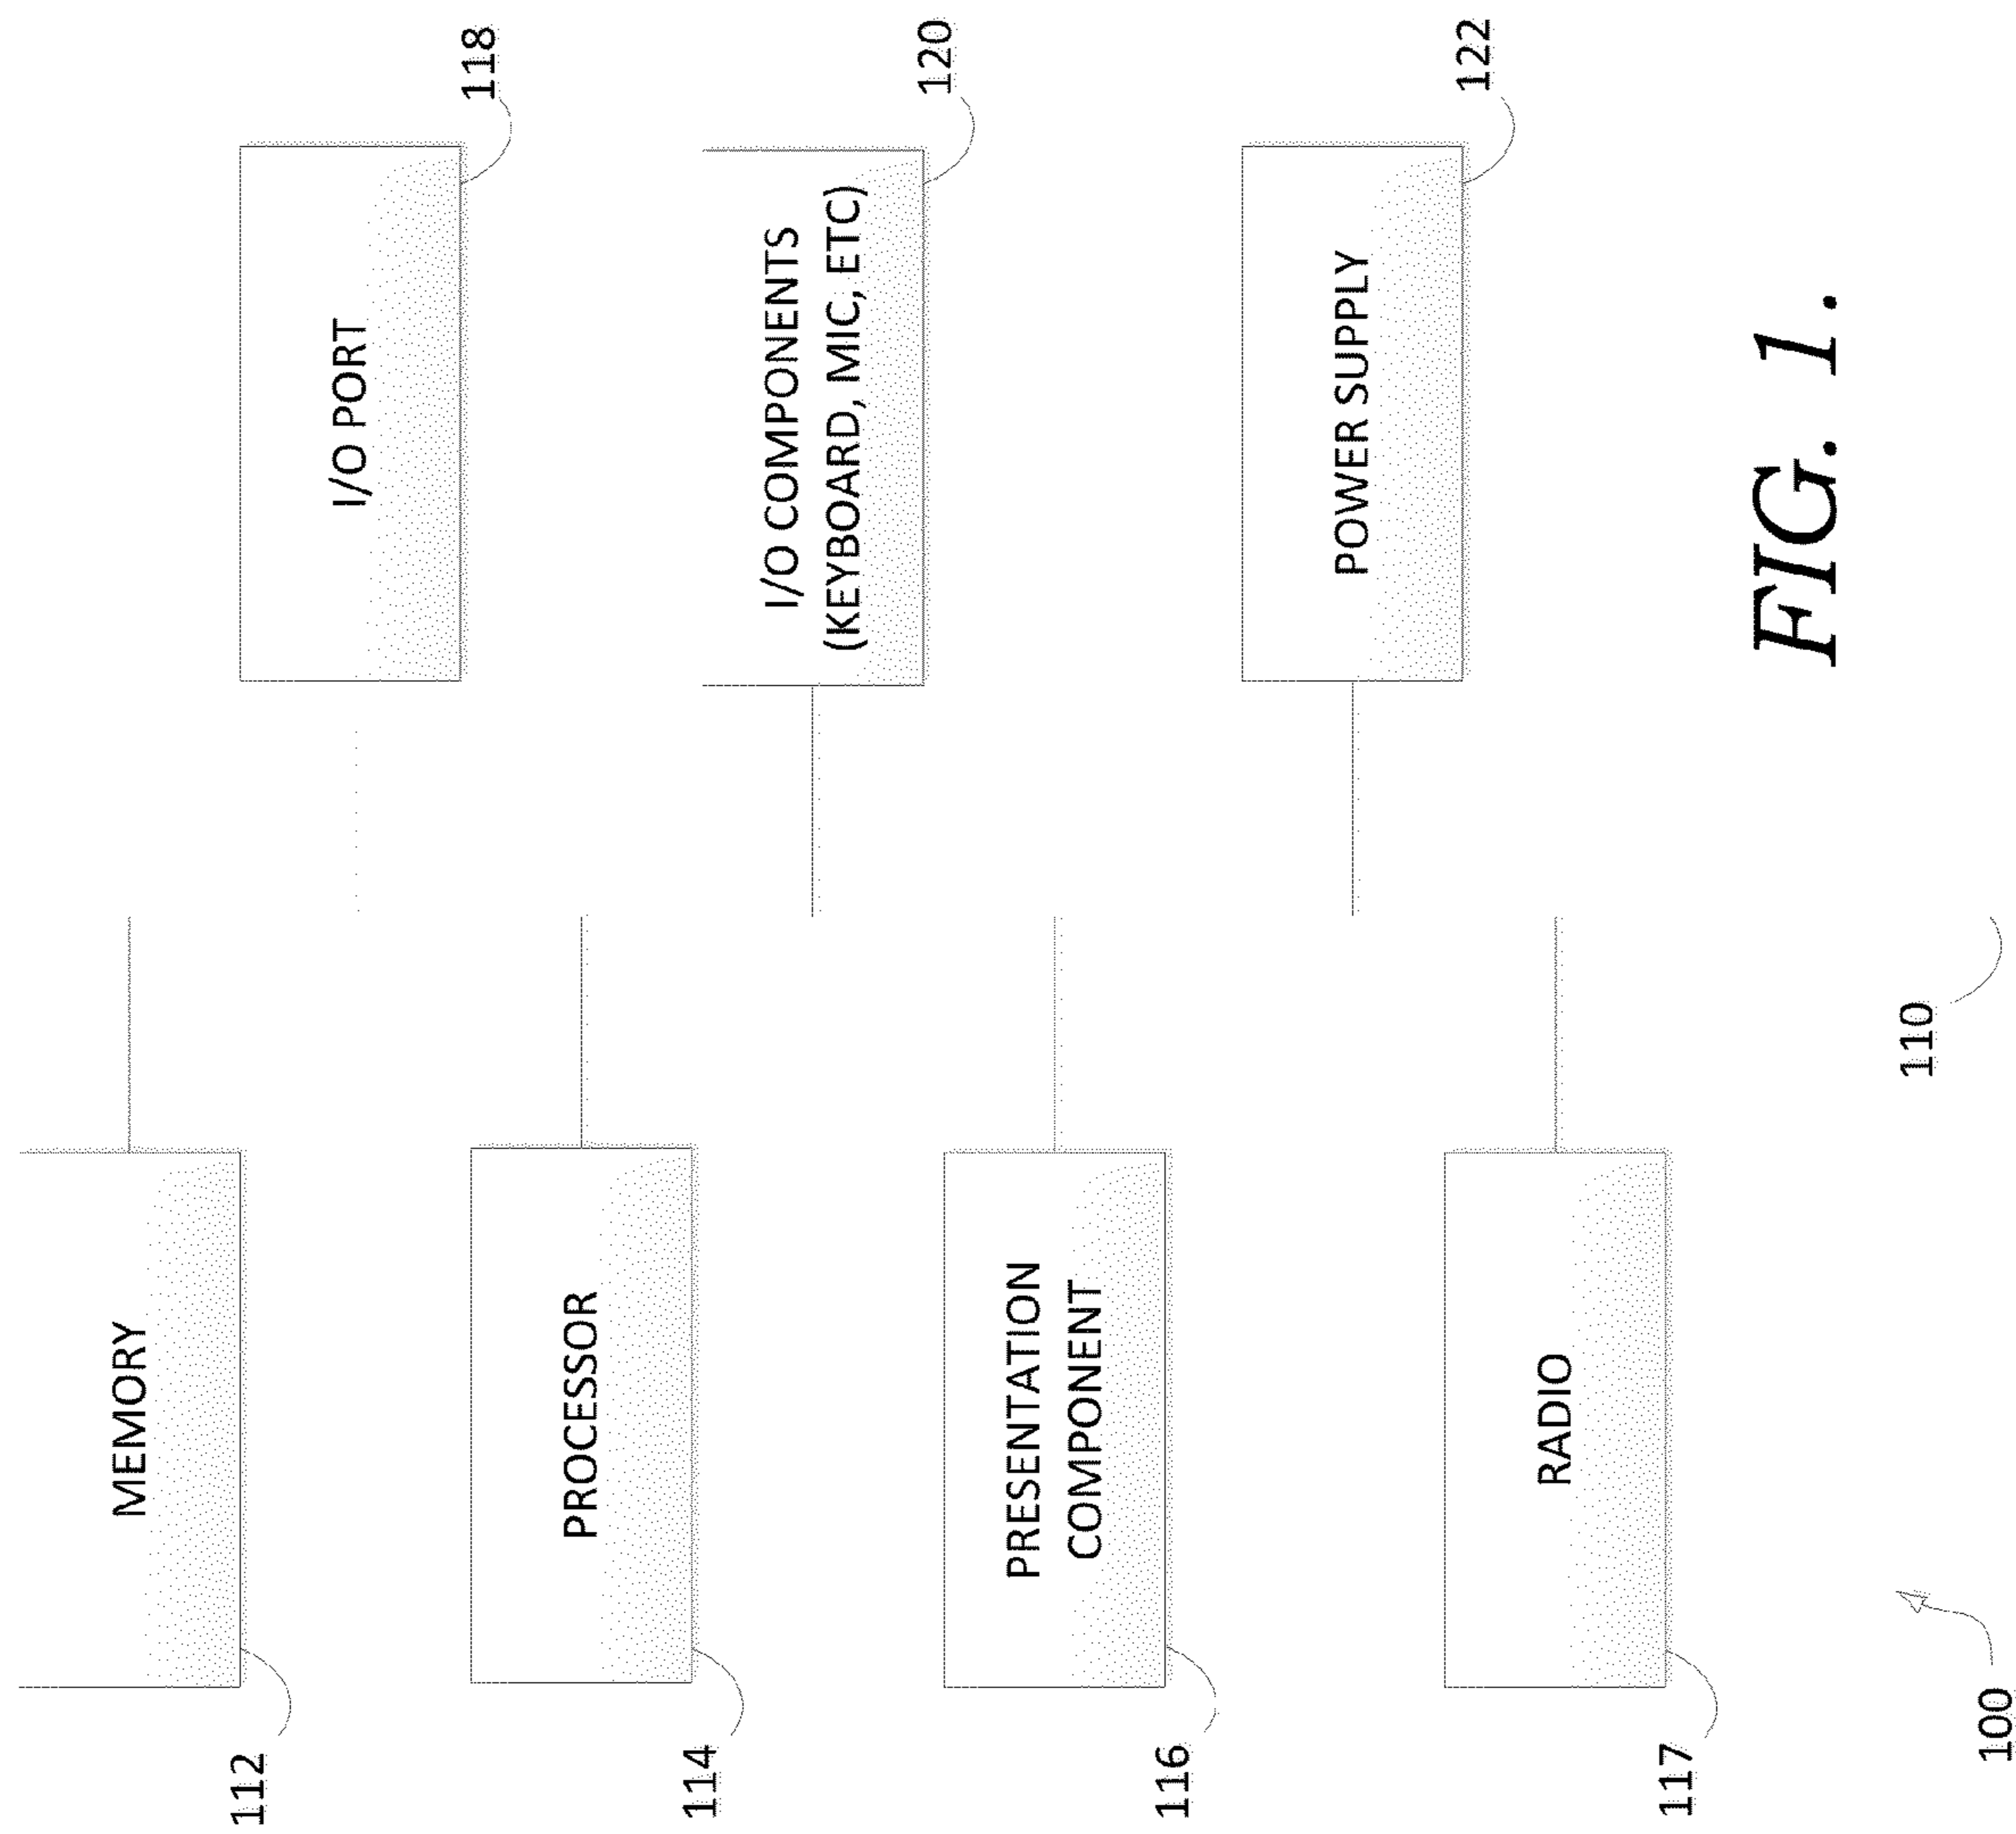 MEMORY
112
PROCESSOR
114
PRESENTATION
COMPONENT
116
RADIO
117
I/O PORT
118
I/O COMPONENTS
(KEYBOARD, MIC, ETC)
120
POWER SUPPLY
122
110
100
FIG. 1.